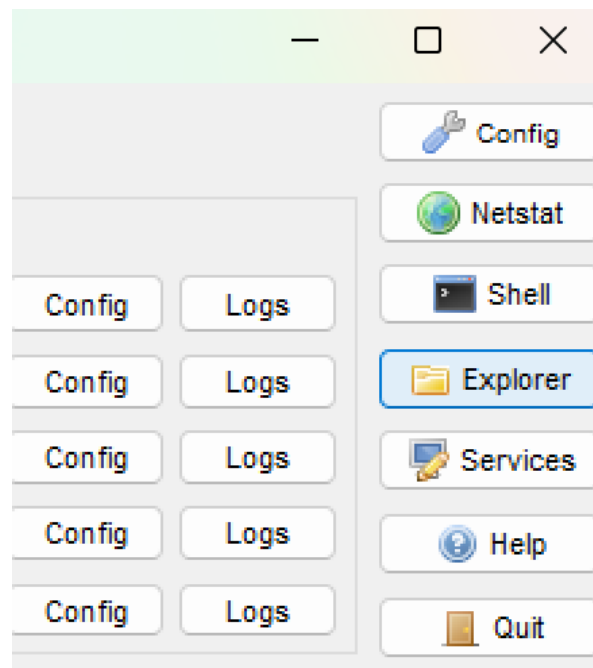 Config
Netstat
Shell
Config Logs
Config Logs
Explorer
Config Logs
Services
Config Logs
Help
Config Logs
Quit